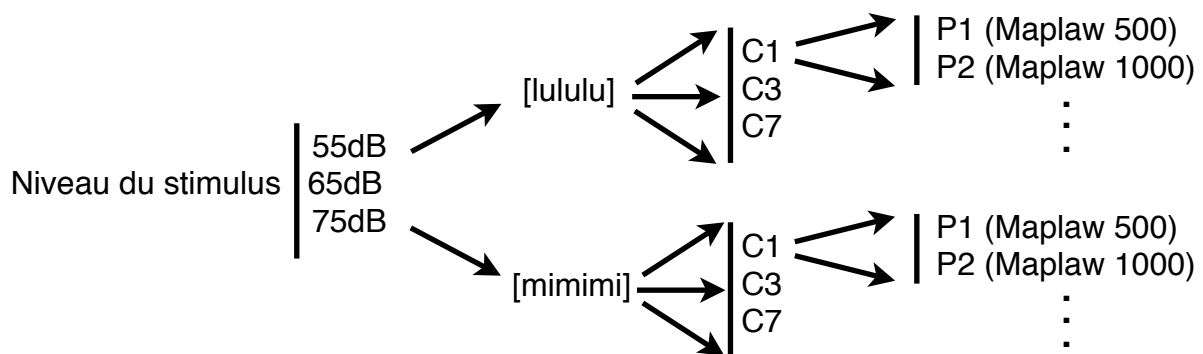 Niveau du stimulus
55dB
65dB
75dB
[lululu]
C1
C3
C7
P1 (Maplaw 500)
P2 (Maplaw 1000)
[mimimi]
C1
C3
C7
P1 (Maplaw 500)
P2 (Maplaw 1000)